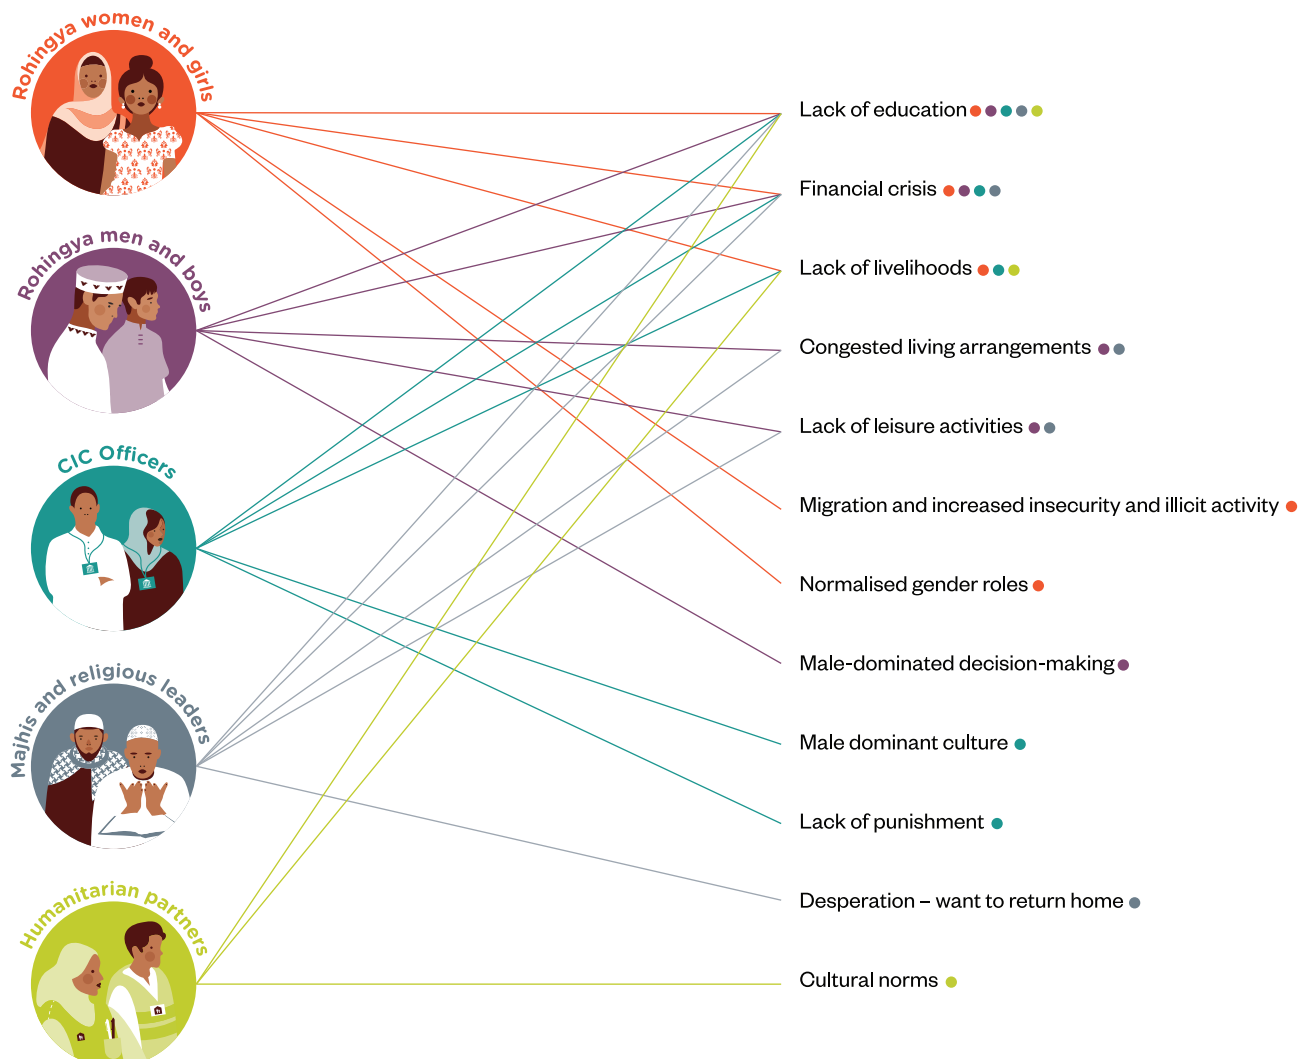 Rohingya women and girls
Lack of education
Financial crisis
Rohingya men and boys
Lack of livelihoods
Congested living arrangements
Lack of leisure activities
CIC Officers
Migration and increased insecurity and illicit activity
Normalised gender roles
Majhis and religious leaders
Male-dominated decision-making
Male dominant culture
Lack of punishment
Humanitarian partners
Desperation – want to return home
Cultural norms